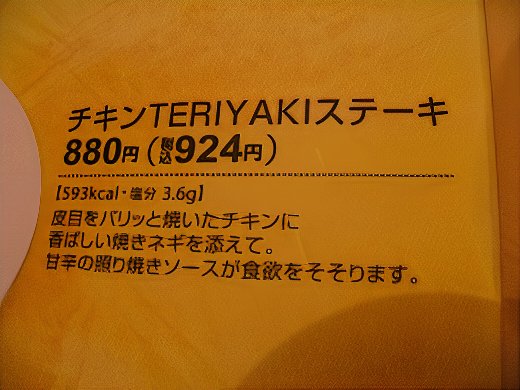 チキンTERIYAKIステーキ
880円(税込924円)
【593kcal・塩分 3.6g】
皮目をパリッと焼いたチキンに
香ばしい焼きネギを添えて。
甘辛の照り焼きソースが食欲をそそります。